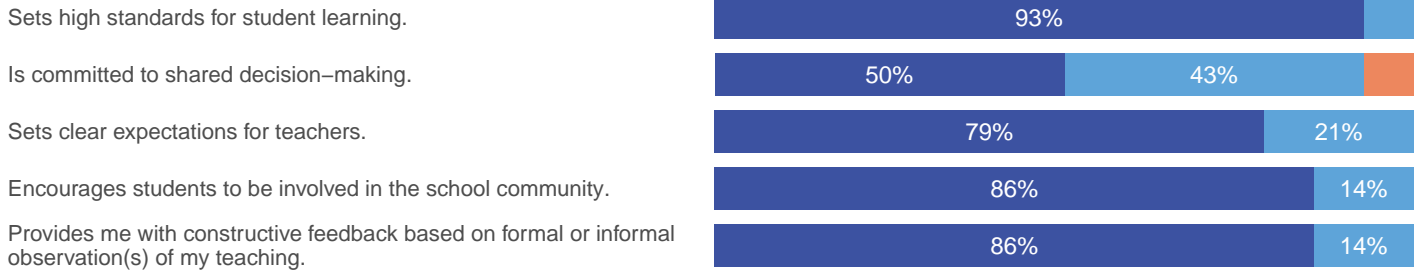 Sets high standards for student learning.
93%
Is committed to shared decision−making.
50% 43%
Sets clear expectations for teachers.
79% 21%
Encourages students to be involved in the school community.
86% 14%
Provides me with constructive feedback based on formal or informal
observation(s) of my teaching.
86% 14%